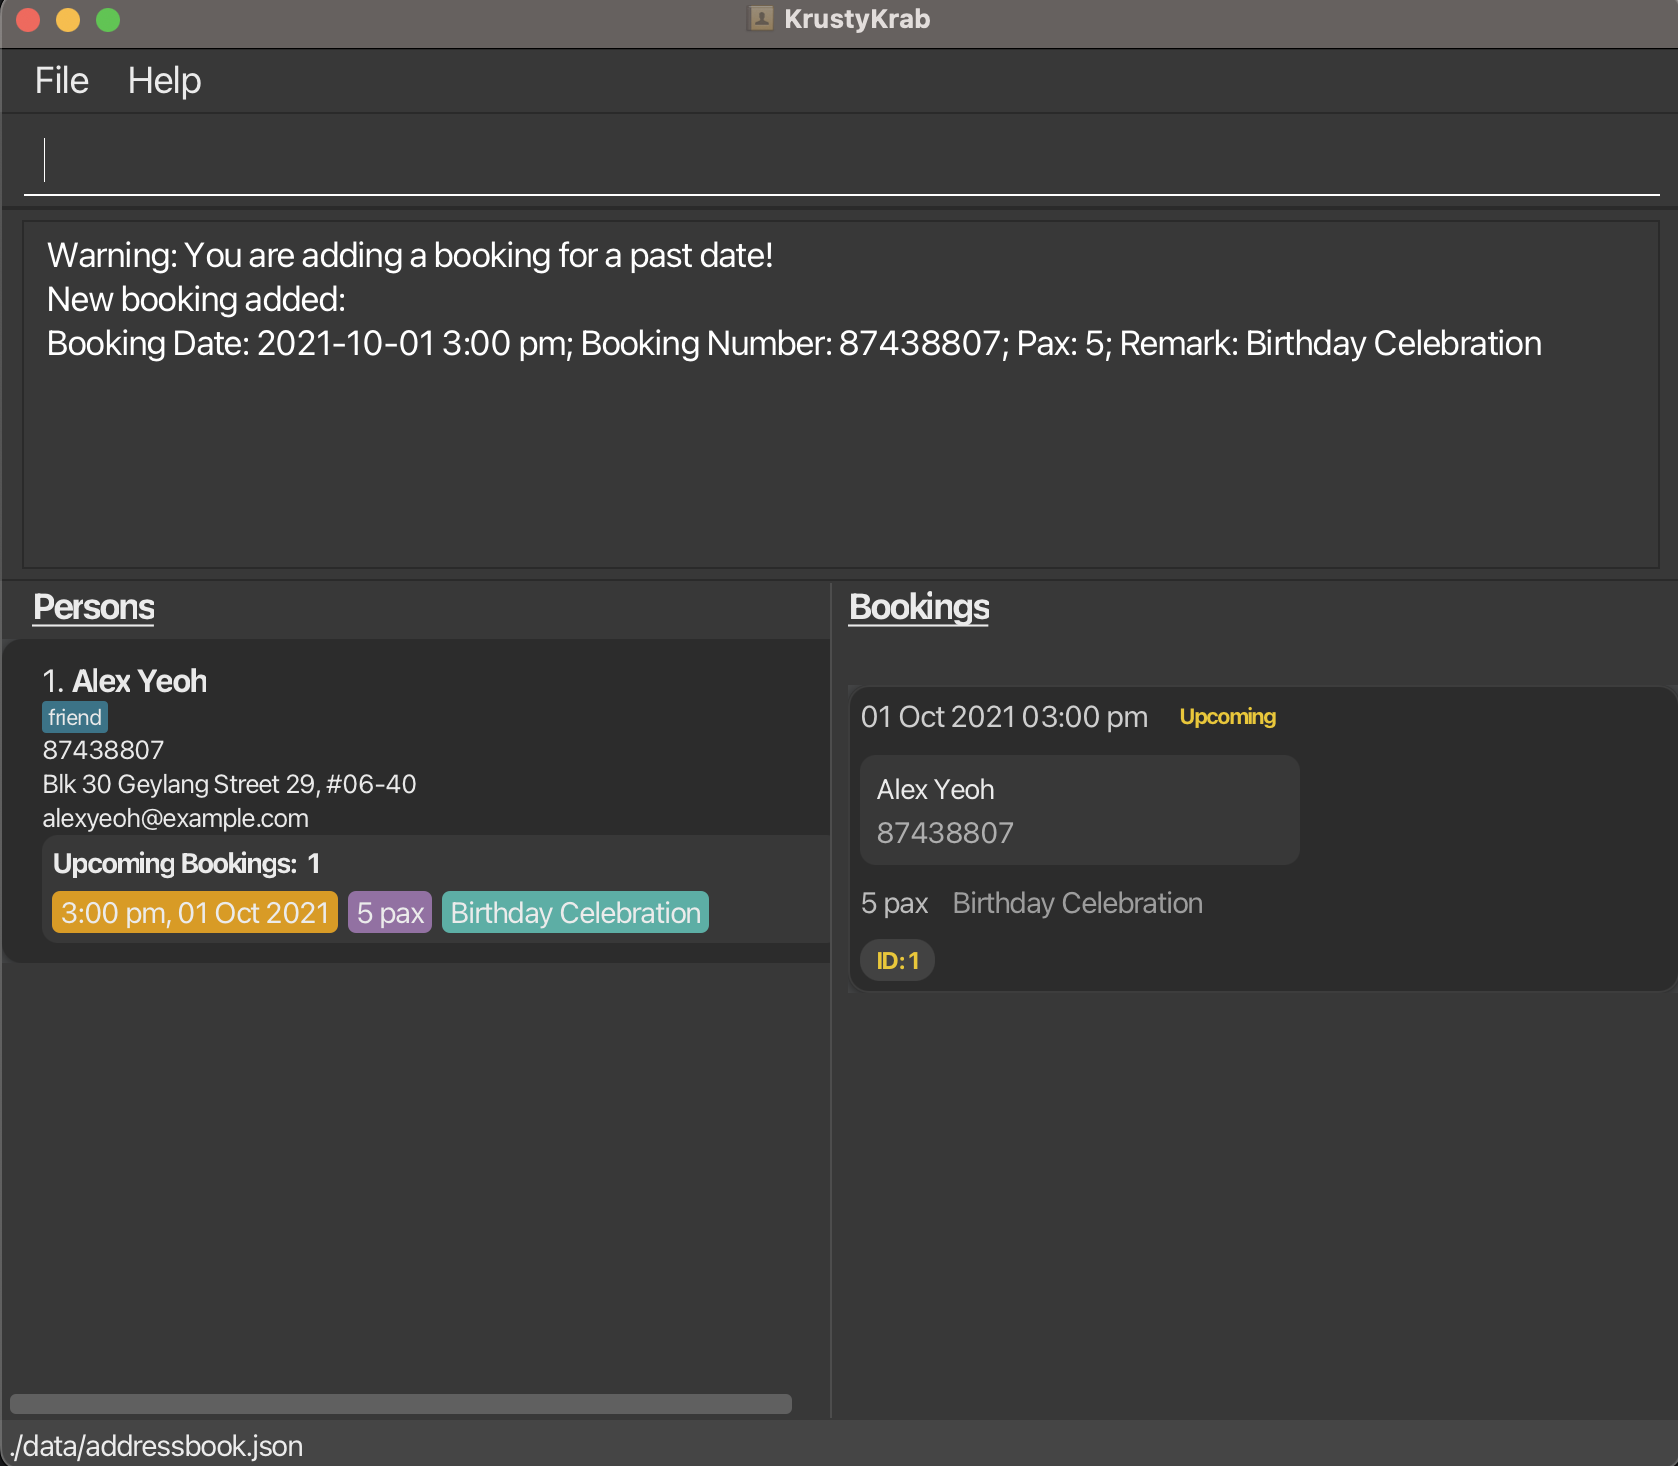 KrustyKrab
File Help
Warning: You are adding a booking for a past date!
New booking added:
Booking Date: 2021-10-01 3:00 pm; Booking Number: 87438807; Pax: 5; Remark: Birthday Celebration
Persons
1. Alex Yeoh
friend
87438807
Blk 30 Geylang Street 29, #06-40
alexyeoh@example.com
Upcoming Bookings: 1
3:00 pm, 01 Oct 2021 5 pax Birthday Celebration
Bookings
01 Oct 2021 03:00 pm Upcoming
Alex Yeoh
87438807
5 pax Birthday Celebration
ID: 1
./data/addressbook.json